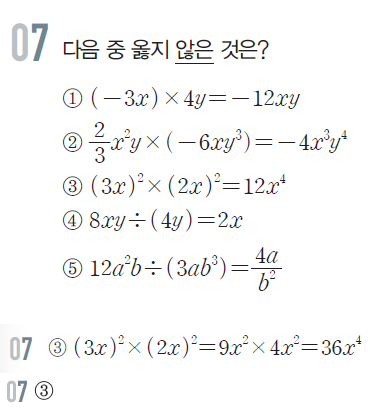 07 다음 중 옳지 않은 것은?
① (-3x)×4y=-12xy
② 2/3x²y×(-6xy³)=-4x³y⁴
③ (3x)²×(2x)²=12x⁴
④ 8xy÷(4y)=2x
⑤ 12a²b÷(3ab³)=4a/b²
07 ③ (3x)²×(2x)²=9x²×4x²=36x⁴
07 ③